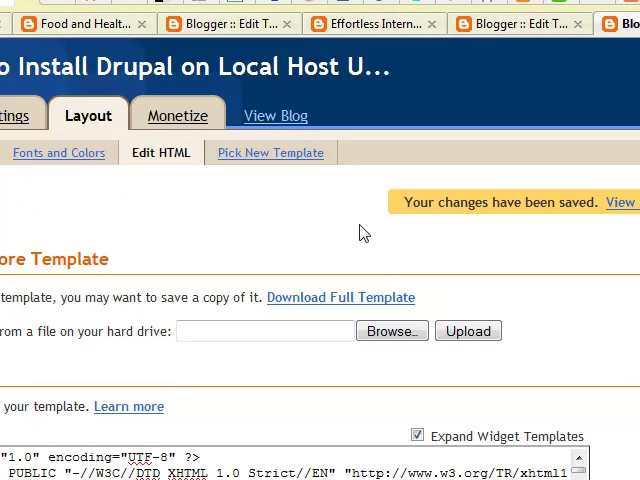 Food and Healt... Blogger :: Edit T... Effortless Intern... Blogger :: Edit T... Blo
o Install Drupal on Local Host U...
tings Layout Monetize View Blog
Fonts and Colors Edit HTML Pick New Template
Your changes have been saved. View
ore Template
template, you may want to save a copy of it. Download Full Template
rom a file on your hard drive: Browse... Upload
f your template. Learn more
Expand Widget Templates
="1.0" encoding="UTF-8" ?>
PUBLIC "-//W3C//DTD XHTML 1.0 Strict//EN" "http://www.w3.org/TR/xhtml1